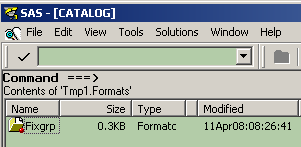 SAS - [CATALOG]
File Edit View Tools Solutions Window Help
Command ===>
Contents of 'Tmp1.Formats'
Name Size Type Modified
Fixgrp 0.3KB Formatc 11Apr08:08:26:41